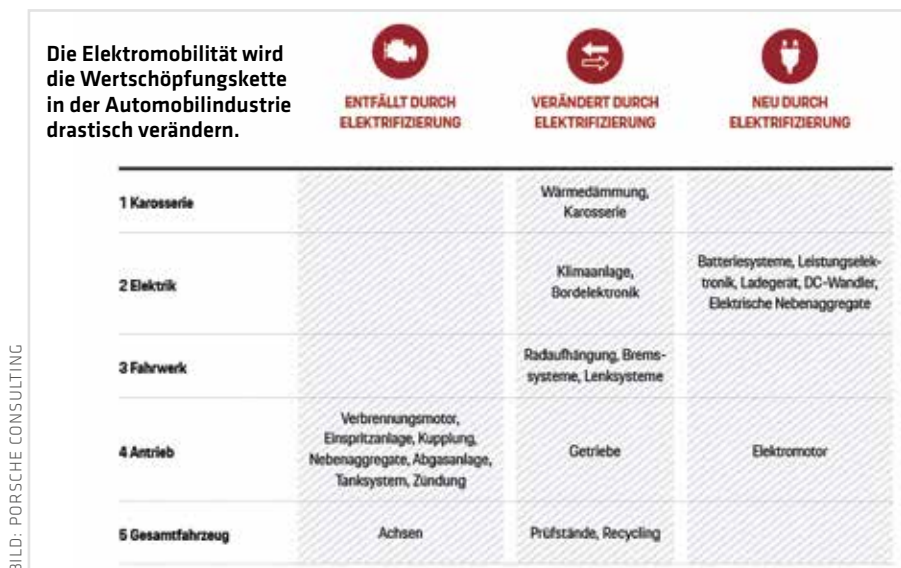 Die Elektromobilität wird
die Wertschöpfungskette
in der Automobilindustrie
drastisch verändern.
ENTFÄLLT DURCH
ELEKTRIFIZIERUNG
VERÄNDERT DURCH
ELEKTRIFIZIERUNG
NEU DURCH
ELEKTRIFIZIERUNG
1 Karosserie
Wärmedämmung,
Karosserie
2 Elektrik
Klimaanlage,
Bordelektronik
Batteriesysteme, Leistungselek-
tronik, Ladegerät, DC-Wandler,
Elektrische Nebenaggregate
3 Fahrwerk
Radaufhängung, Brems-
systeme, Lenksysteme
4 Antrieb
Verbrennungsmotor,
Einspritzanlage, Kupplung,
Nebenaggregate, Abgasanlage,
Tanksystem, Zündung
Getriebe
Elektromotor
5 Gesamtfahrzeug
Achsen
Prüfstände, Recycling
BILD: PORSCHE CONSULTING